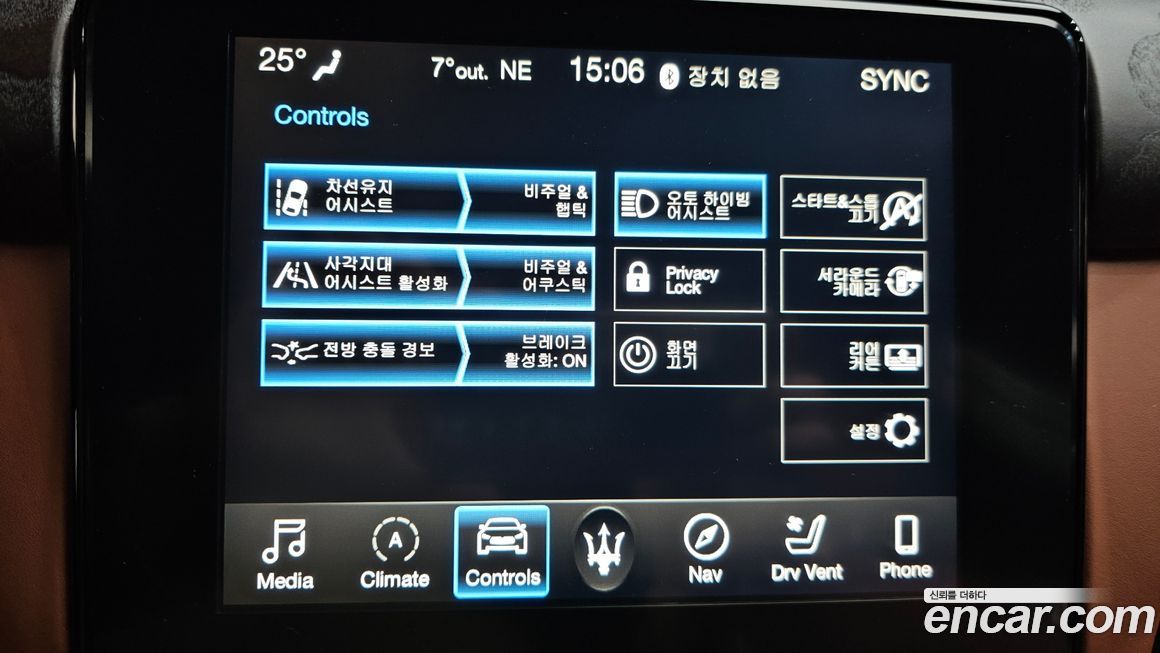 25° 7°out. NE 15:06 장치 없음 SYNC
Controls
차선유지
어시스트
비주얼 &
햅틱
오토 하이빔
어시스트
스타트&스톱
끄기
사각지대
어시스트 활성화
비주얼 &
어쿠스틱
Privacy
Lock
서라운드
카메라
전방 충돌 경보
브레이크
활성화: ON
화면
끄기
리어
커튼
설정
Media A Climate Controls Nav Drv Vent Phone
신뢰를 더하다
encar.com